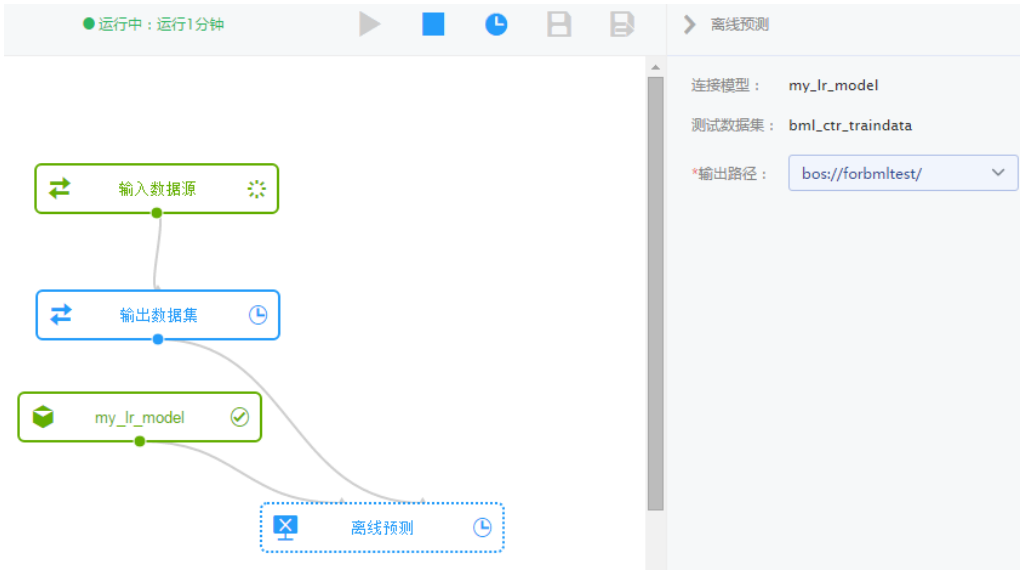 运行中：运行1分钟
离线预测
连接模型： my_lr_model
测试数据集： bml_ctr_traindata
*输出路径： bos://forbmltest/
输入数据源
输出数据集
my_lr_model
离线预测